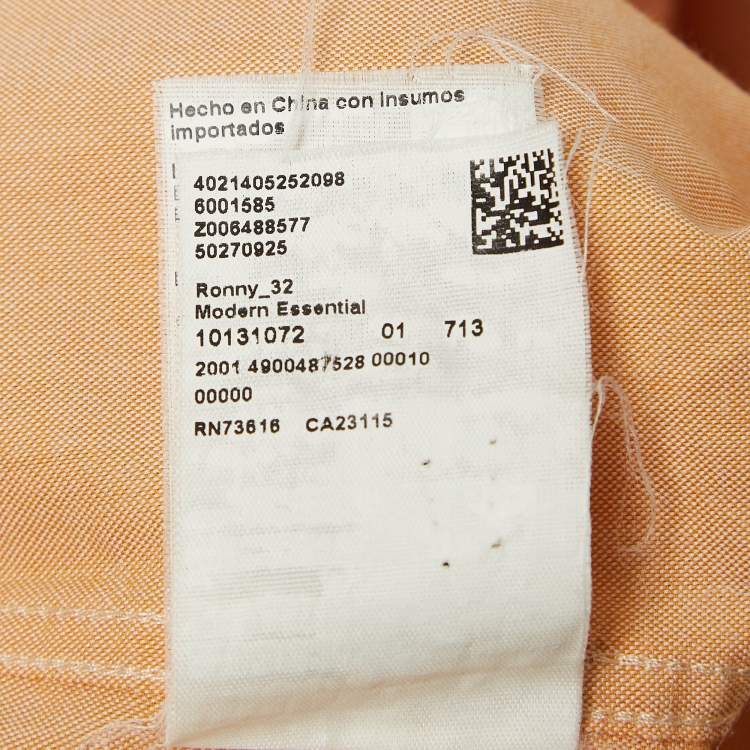 Hecho en China con Insumos
importados
4021405252098
6001585
Z006488577
50270925
Ronny_32
Modern Essential
10131072 01 713
2001 4900487528 00010
00000
RN73616 CA23115